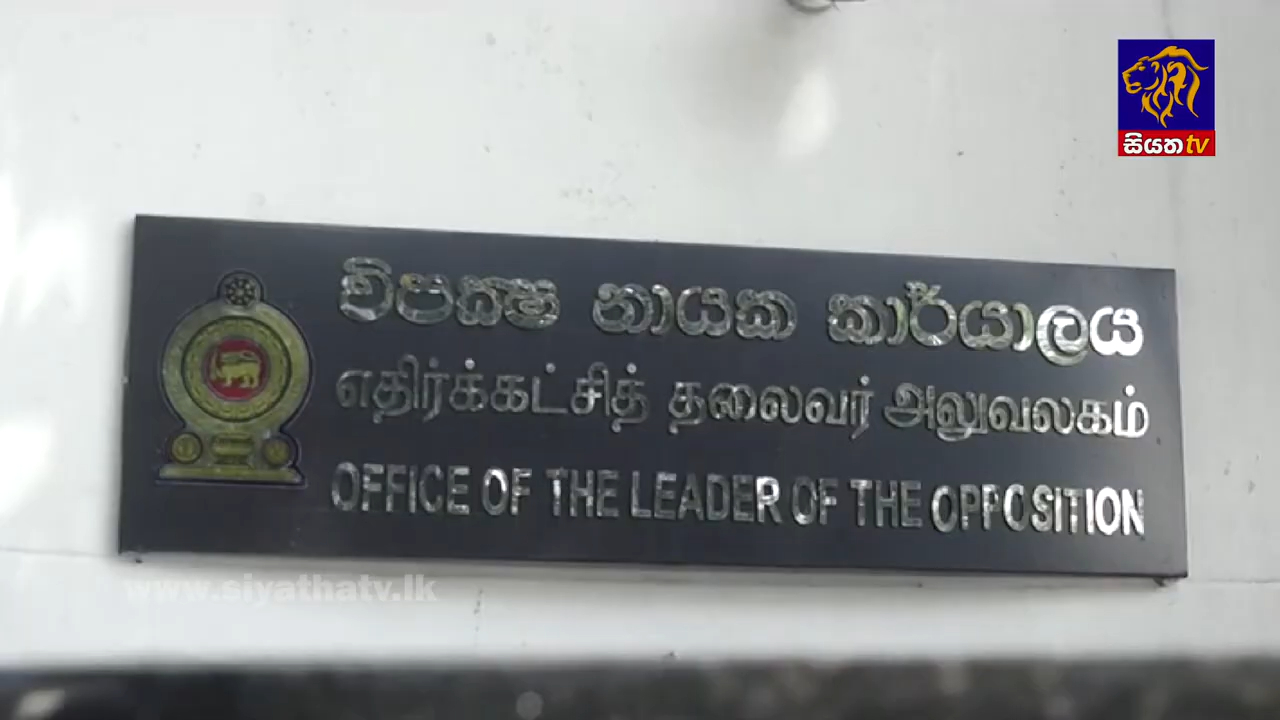 සියත tv
විපක්ෂ නායක කාර්යාලය
எதிர்க்கட்சித் தலைவர் அலுவலகம்
OFFICE OF THE LEADER OF THE OPPOSITION
www.siyathatv.lk